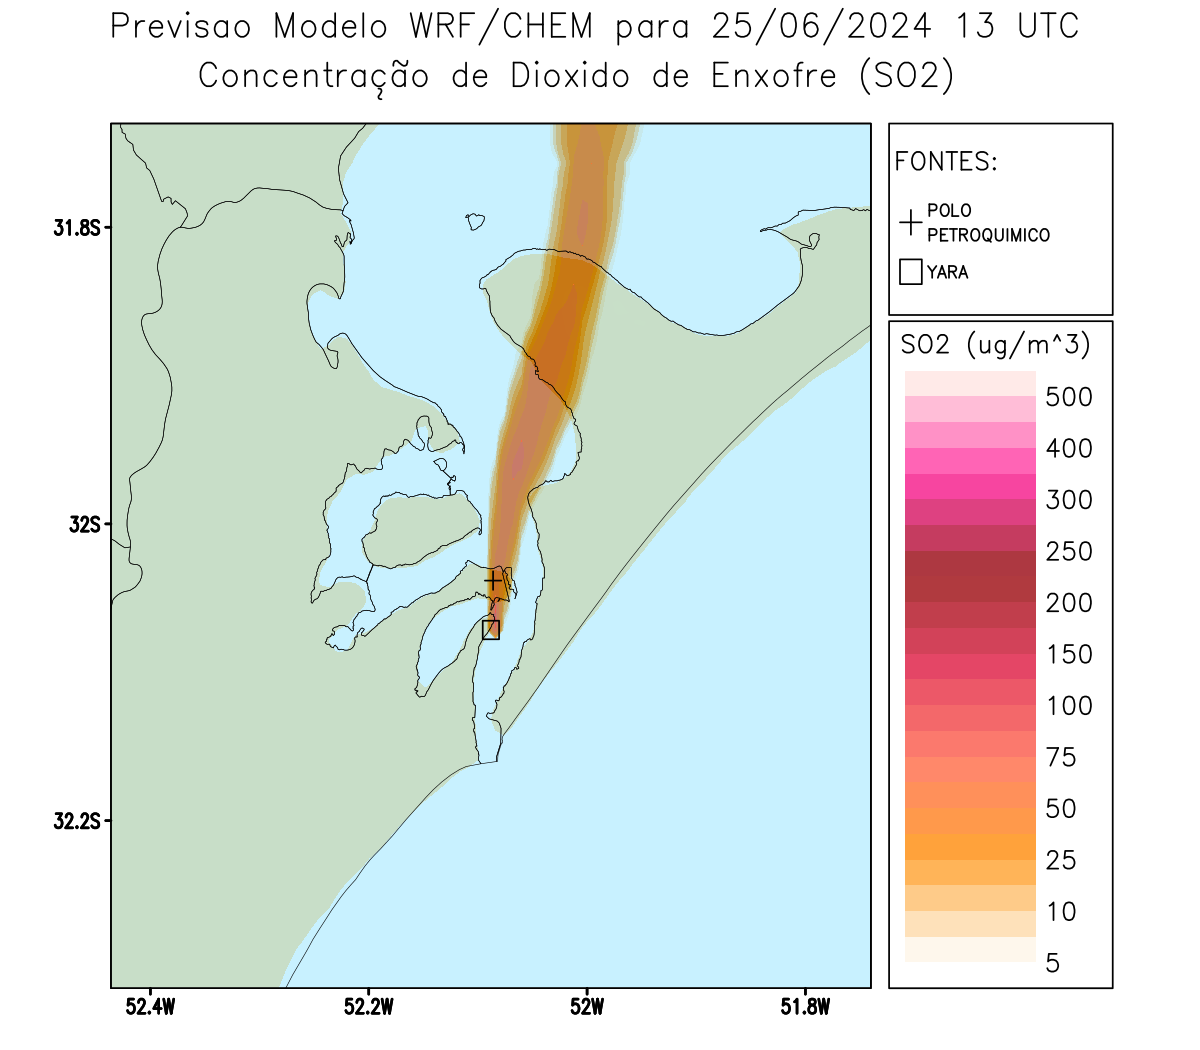 Previsao Modelo WRF/CHEM para 25/06/2024 13 UTC
Concentração de Dioxido de Enxofre (SO2)
FONTES:
POLO
PETROQUIMICO
YARA
31.8S
32S
32.2S
52.4W
52.2W
52W
51.8W
SO2 (ug/m^3)
500
400
300
250
200
150
100
75
50
25
10
5